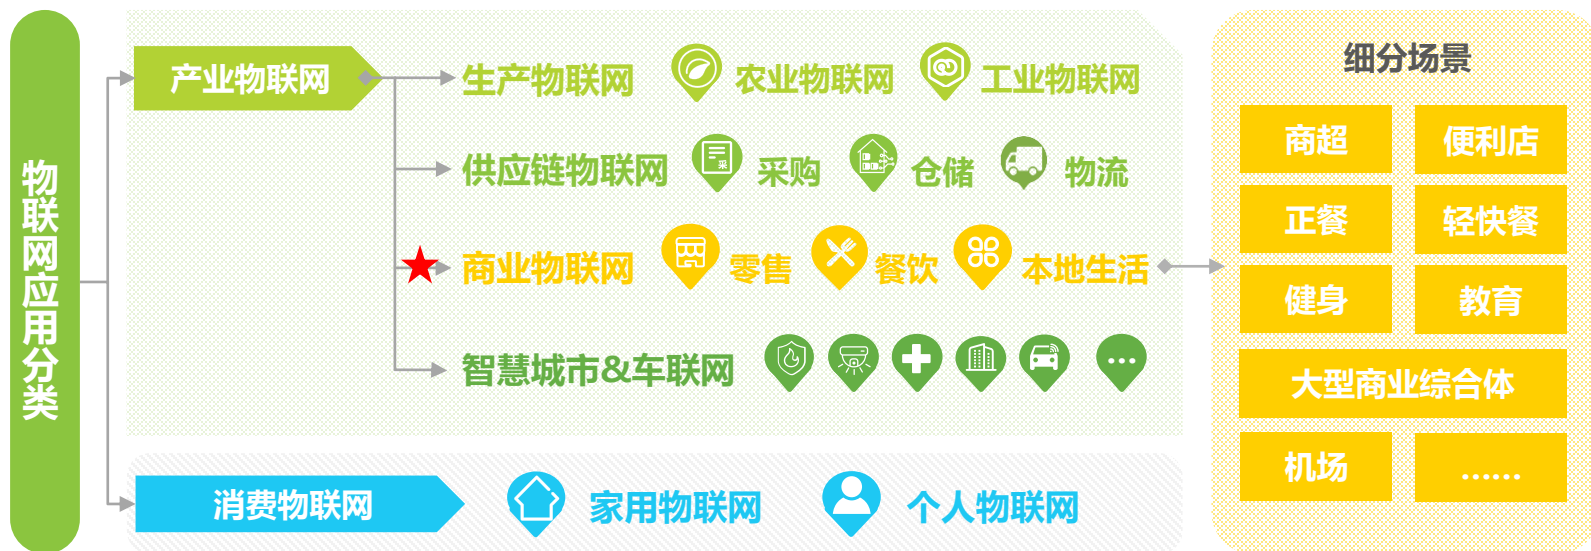 物联网应用分类
产业物联网
生产物联网
农业物联网
工业物联网
供应链物联网
采
采购
仓储
物流
商业物联网
零售
餐饮
本地生活
智慧城市&车联网
...
消费物联网
家用物联网
个人物联网
细分场景
商超
便利店
正餐
轻快餐
健身
教育
大型商业综合体
机场
......